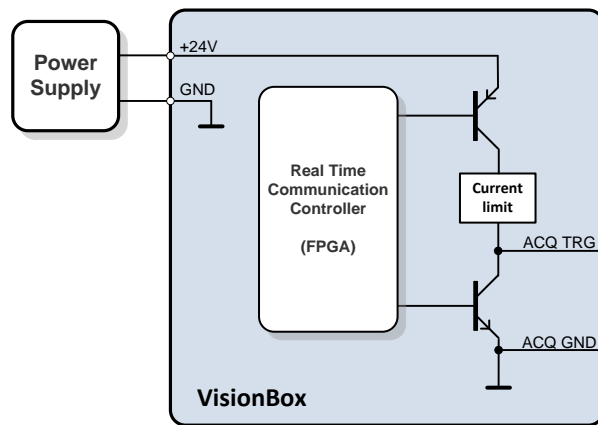 Power
Supply
+24V
GND
Real Time
Communication
Controller
(FPGA)
Current
limit
ACQ TRG
ACQ GND
VisionBox